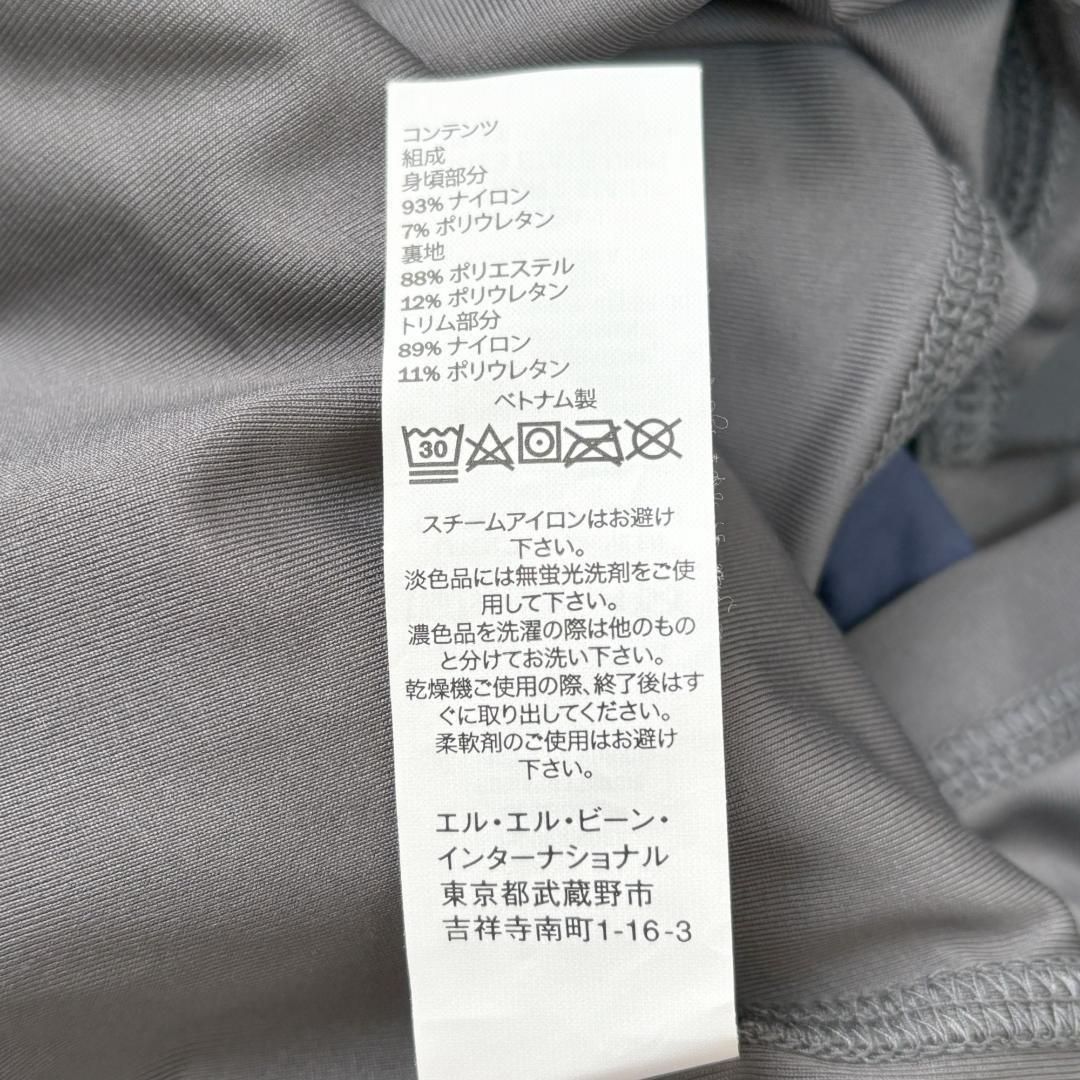 コンテンツ
組成
身頃部分
93% ナイロン
7% ポリウレタン
裏地
88% ポリエステル
12% ポリウレタン
トリム部分
89% ナイロン
11% ポリウレタン
ベトナム製
30
スチームアイロンはお避け
下さい。
淡色品には無蛍光洗剤をご使
用して下さい。
濃色品を洗濯の際は他のもの
と分けてお洗い下さい。
乾燥機ご使用の際、終了後はす
ぐに取り出してください。
柔軟剤のご使用はお避け
下さい。
エル・エル・ビーン・
インターナショナル
東京都武蔵野市
吉祥寺南町1-16-3